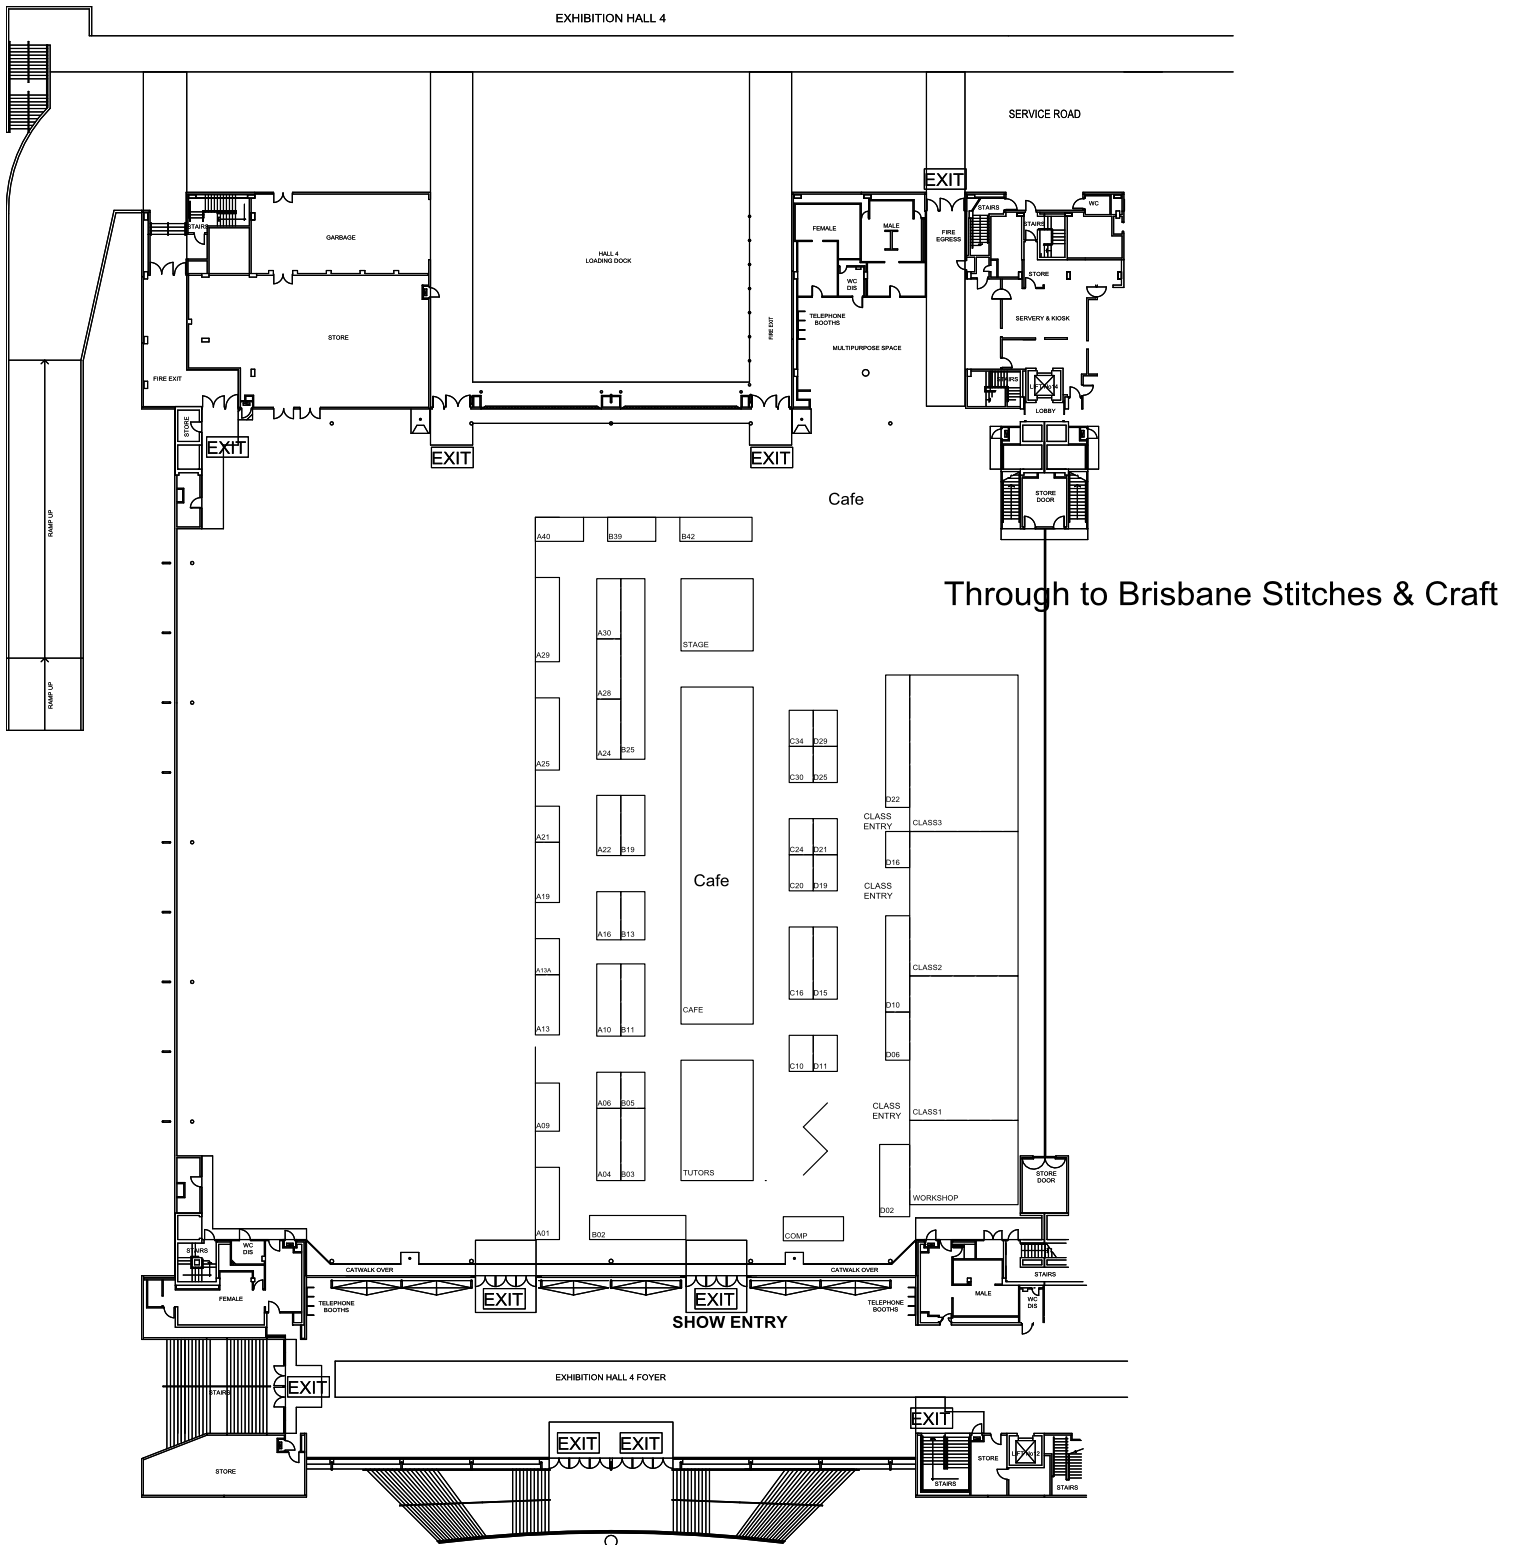 EXHIBITION HALL 4
SERVICE ROAD
EXIT
STAIRS
WC
STAIRS
STAIRS
FEMALE
MALE
FIRE
EGRESS
GARBAGE
HALL 4
LOADING DOCK
STORE
WC
DIS
TELEPHONE
BOOTHS
SERVERY & KIOSK
FIRE EXIT
STORE
MULTIPURPOSE SPACE
FIRE EXIT
STAIRS
LIFT No14
LOBBY
STORE
EXIT
EXIT
EXIT
Cafe
STORE
DOOR
RAMP UP
A40
B39
B42
Through to Brisbane Stitches & Craft
A30
STAGE
A29
RAMP UP
A28
C34
D29
A24
B25
A25
C30
D25
D22
CLASS
ENTRY
CLASS3
A21
A22
B19
C24
D21
D16
Cafe
C20
D19
CLASS
ENTRY
A19
A16
B13
A13A
CLASS2
C16
D15
D10
CAFE
A13
A10
B11
D06
C10
D11
A06
B05
CLASS
ENTRY
CLASS1
A09
A04
B03
TUTORS
STORE
DOOR
WORKSHOP
D02
A01
B02
COMP
STAIRS
WC
DIS
CATWALK OVER
CATWALK OVER
STAIRS
FEMALE
TELEPHONE
BOOTHS
EXIT
EXIT
TELEPHONE
BOOTHS
MALE
WC
DIS
SHOW ENTRY
EXHIBITION HALL 4 FOYER
STAIRS
EXIT
EXIT
EXIT
EXIT
STORE
STORE
LIFT No12
STAIRS
STAIRS